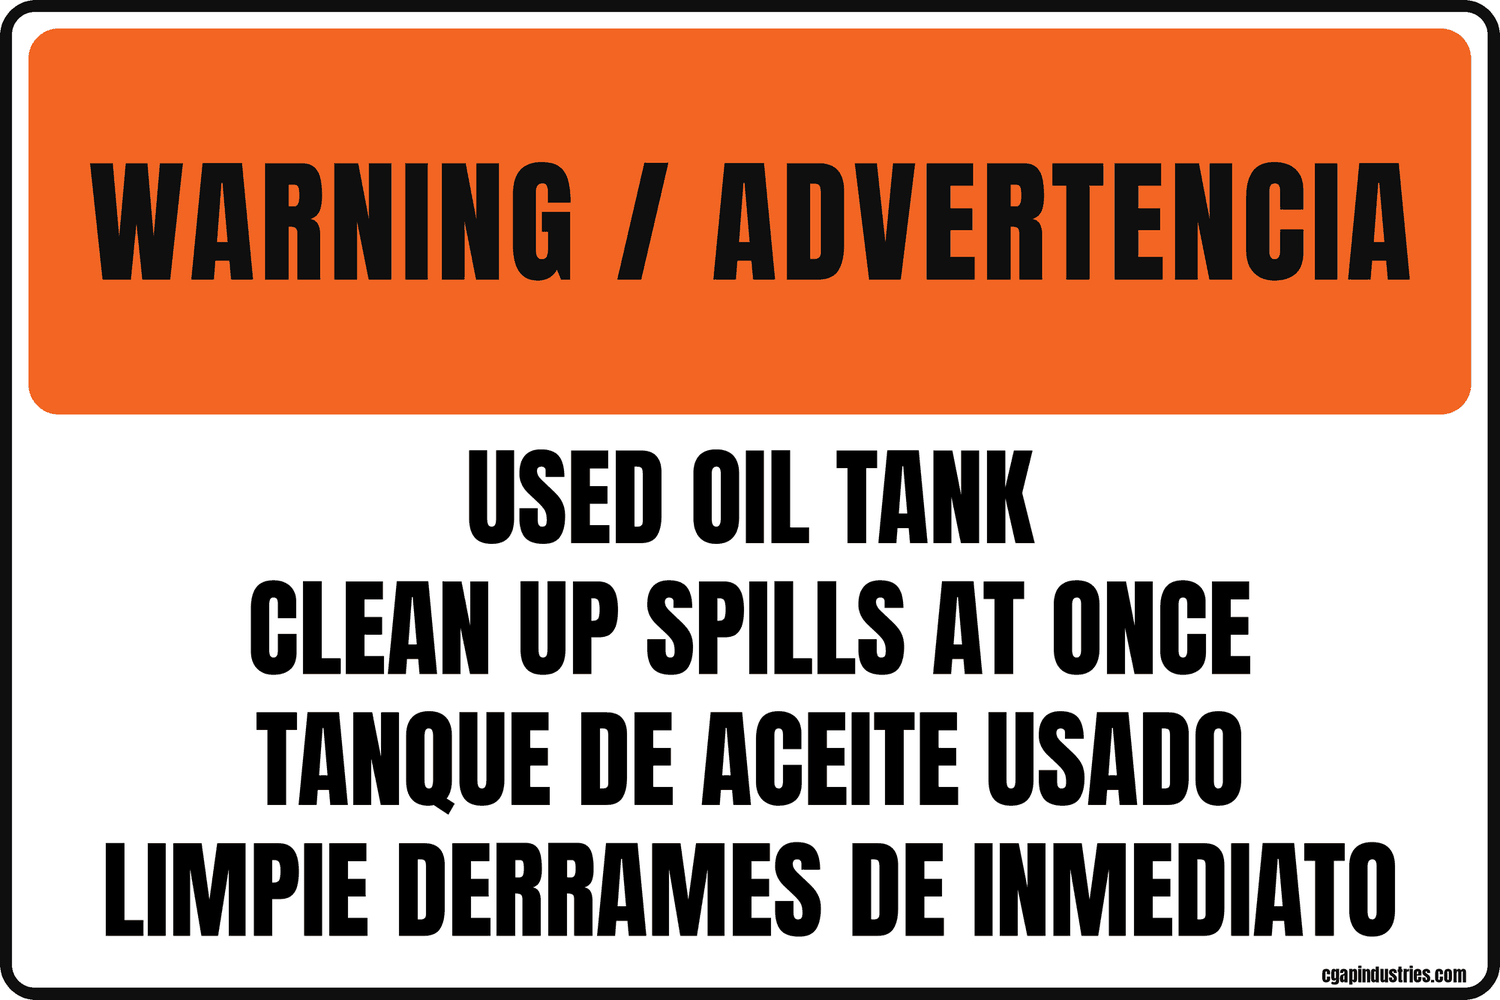 WARNING / ADVERTENCIA
USED OIL TANK
CLEAN UP SPILLS AT ONCE
TANQUE DE ACEITE USADO
LIMPIE DERRAMES DE INMEDIATO
cgapindustries.com